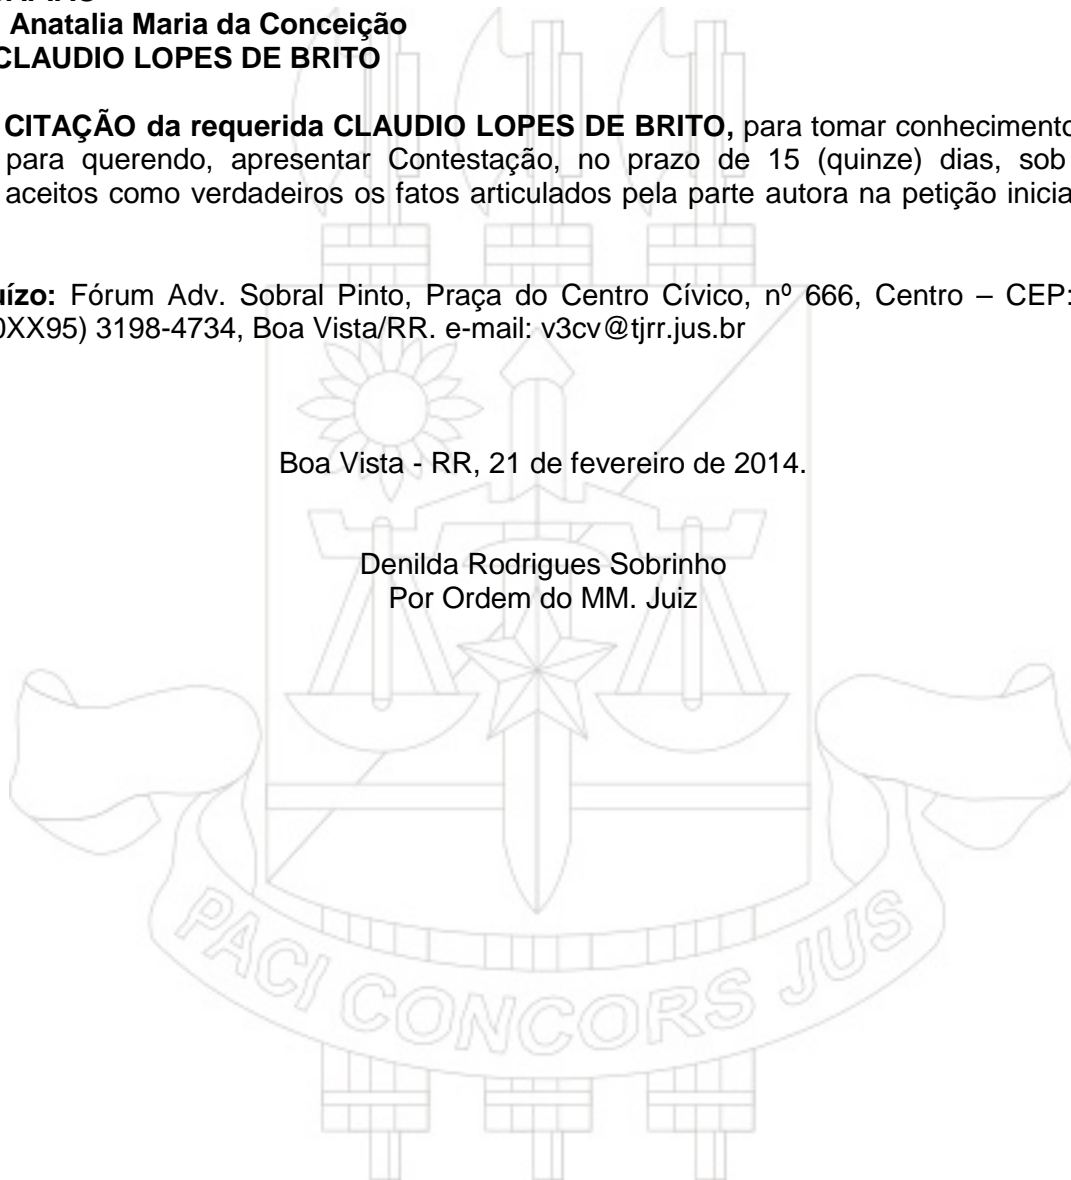 Anatalia Maria da Conceição
CLAUDIO LOPES DE BRITO
CITAÇÃO da requerida CLAUDIO LOPES DE BRITO, para tomar conhecimento
para querendo, apresentar Contestação, no prazo de 15 (quinze) dias, sob
aceitos como verdadeiros os fatos articulados pela parte autora na petição inicia
uízo: Fórum Adv. Sobral Pinto, Praça do Centro Cívico, nº 666, Centro – CEP:
0XX95) 3198-4734, Boa Vista/RR. e-mail: v3cv@tjrr.jus.br
Boa Vista - RR, 21 de fevereiro de 2014.
Denilda Rodrigues Sobrinho
Por Ordem do MM. Juiz
PACI CONCORS JUS